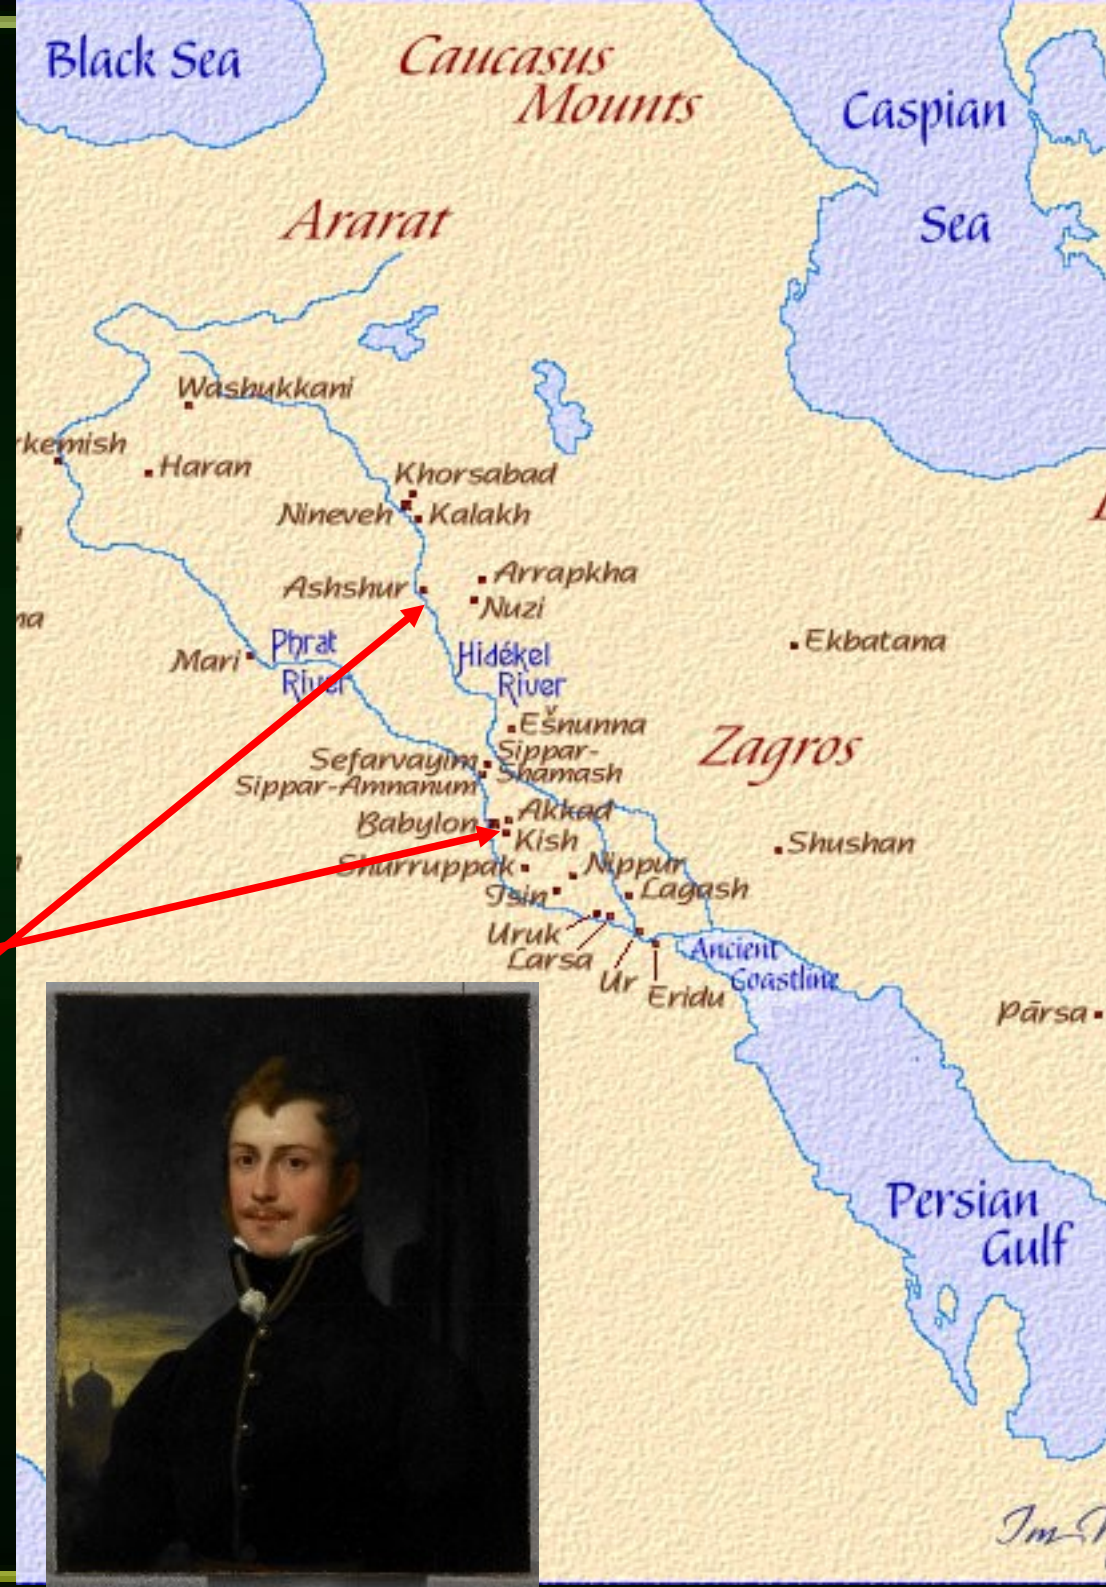 Black Sea
Caucasus
Mounts
Caspian
Sea
Ararat
Washukkani
rkemish
Haran
Khorsabad
Nineveh
Kalakh
Ashshur
Arrapkha
Nuzi
na
Ekbatana
Mari
Phrat
River
Hidékel
River
Ešnunna
Zagros
Sefarvayim
Sippar-
Shamash
Sippar-Amnanum
Akkad
Babylon
Kish
Shushan
Shurruppak
Nippur
Isin
Lagash
Uruk
Larsa
Ur
Eridu
Ancient
Coastline
Pārsa
Persian
Gulf